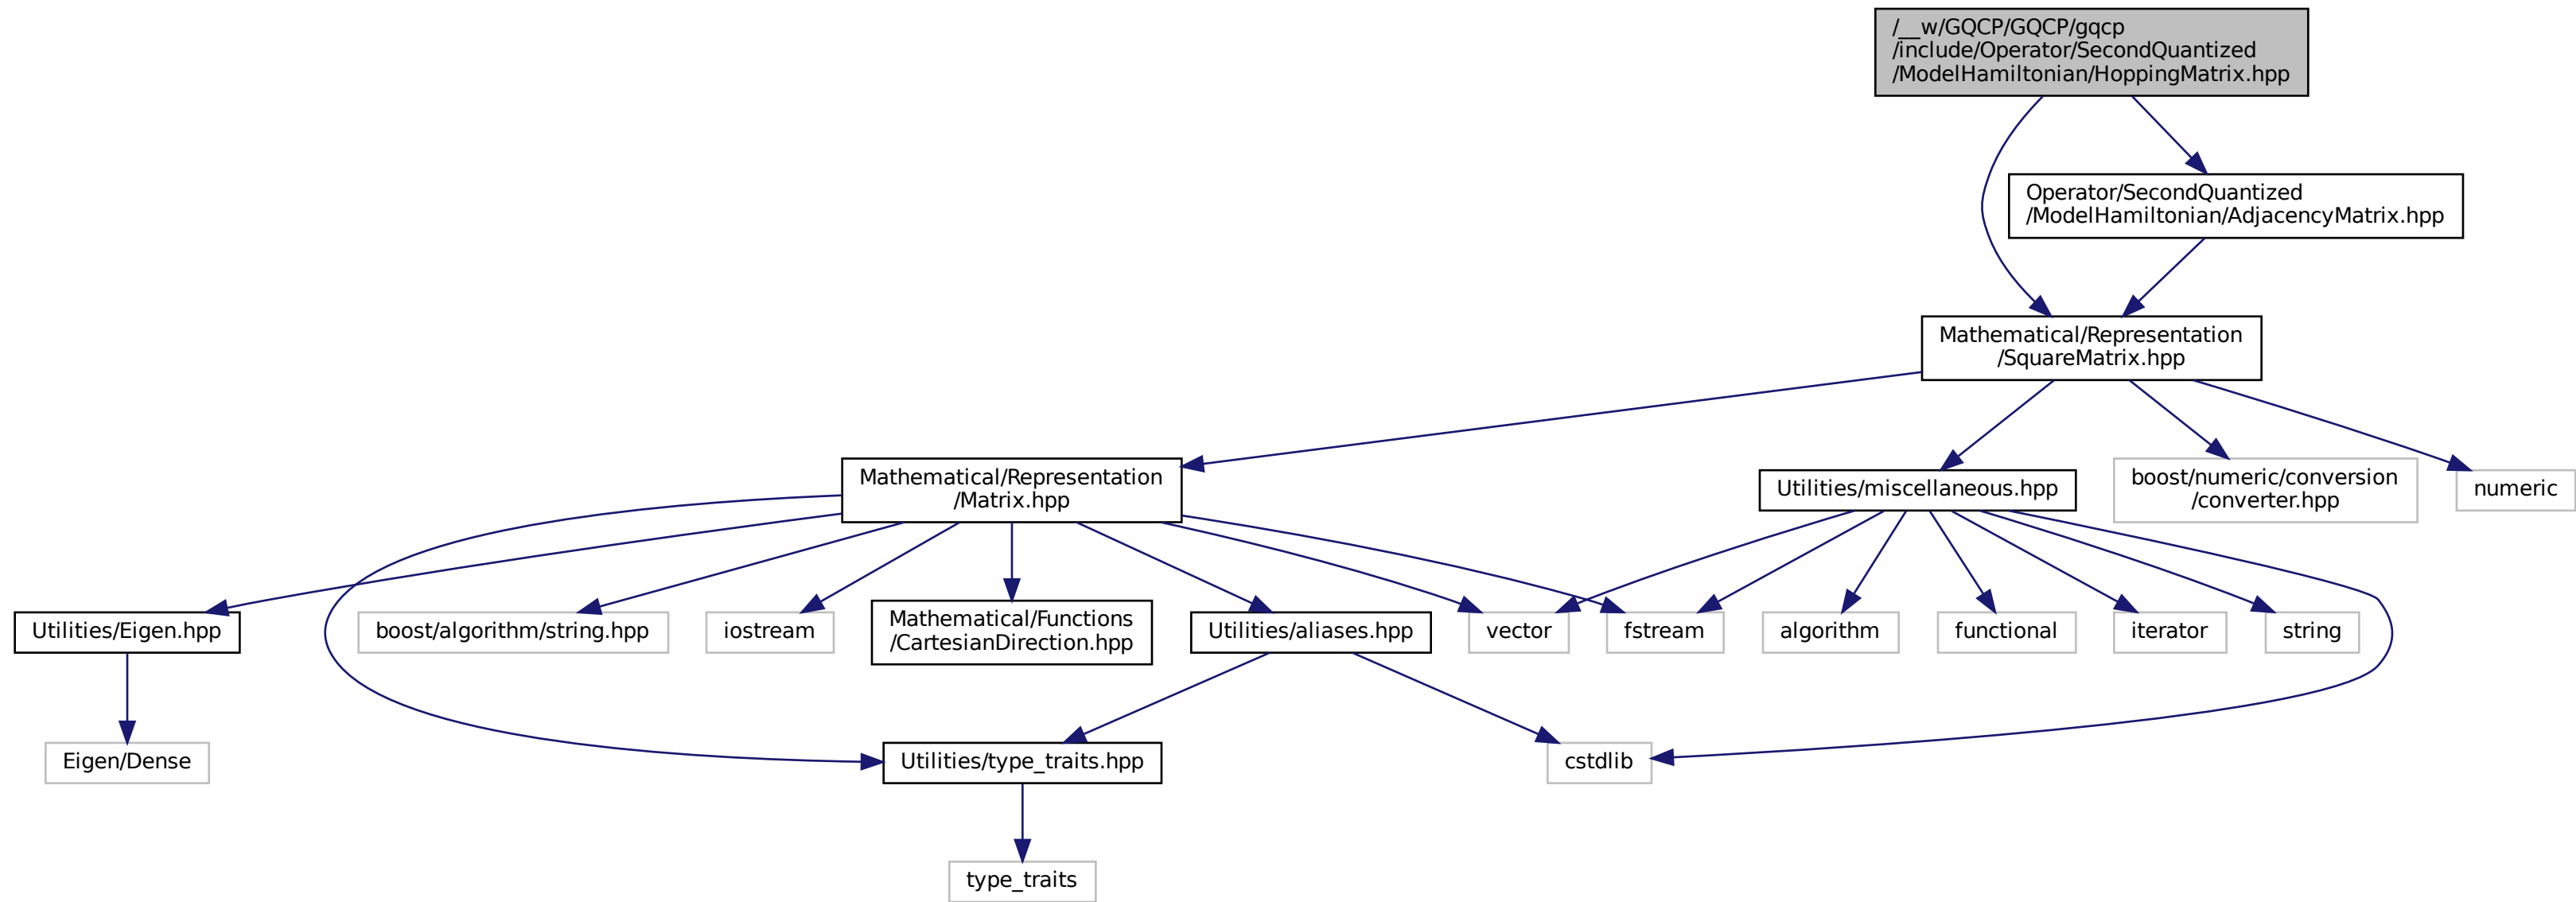 /__w/GQCP/GQCP/gqcp
/include/Operator/SecondQuantized
/ModelHamiltonian/HoppingMatrix.hpp
Operator/SecondQuantized
/ModelHamiltonian/AdjacencyMatrix.hpp
Mathematical/Representation
/SquareMatrix.hpp
Mathematical/Representation
/Matrix.hpp
Utilities/miscellaneous.hpp
boost/numeric/conversion
/converter.hpp
numeric
Utilities/Eigen.hpp
boost/algorithm/string.hpp
iostream
Mathematical/Functions
/CartesianDirection.hpp
Utilities/aliases.hpp
vector
fstream
algorithm
functional
iterator
string
Eigen/Dense
Utilities/type_traits.hpp
cstdlib
type_traits